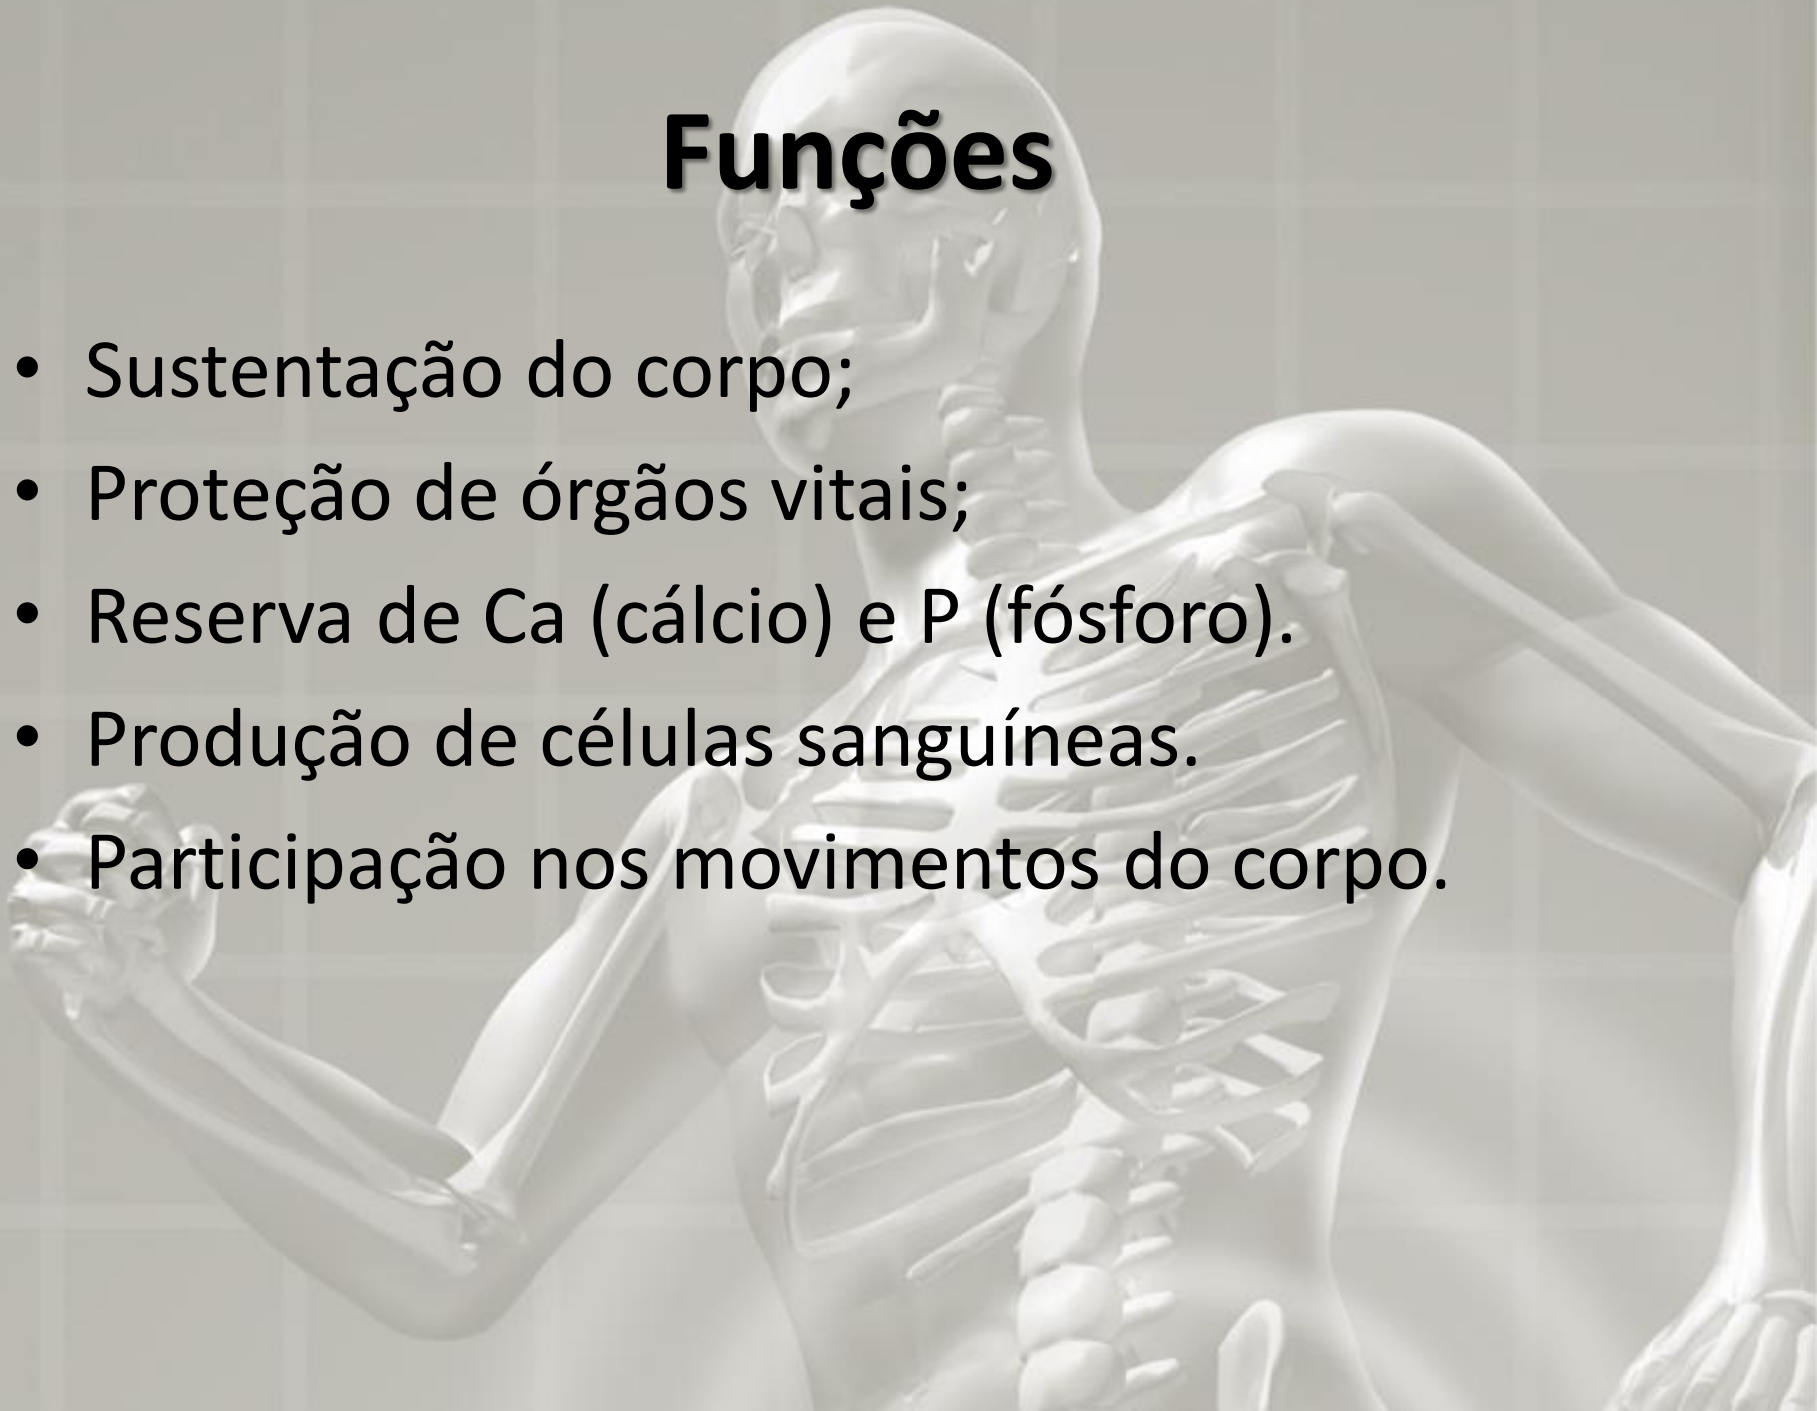 Funções
• Sustentação do corpo;
• Proteção de órgãos vitais;
• Reserva de Ca (cálcio) e P (fósforo).
• Produção de células sanguíneas.
• Participação nos movimentos do corpo.